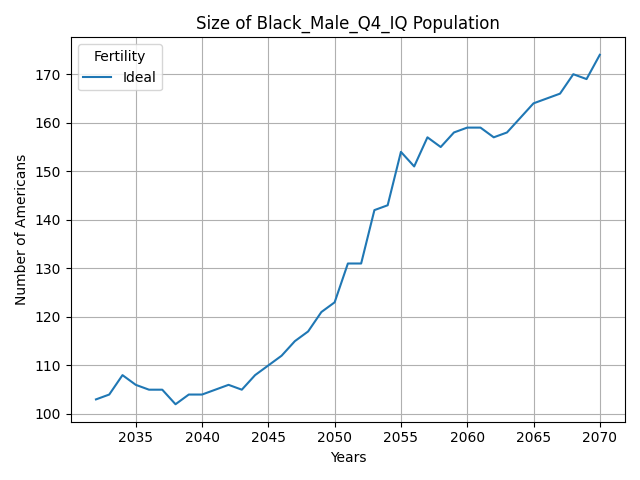 Size of Black_Male_Q4_IQ Population
Fertility
Ideal
170
160
150
140
130
120
110
100
Number of Americans
2035 2040 2045 2050 2055 2060 2065 2070
Years